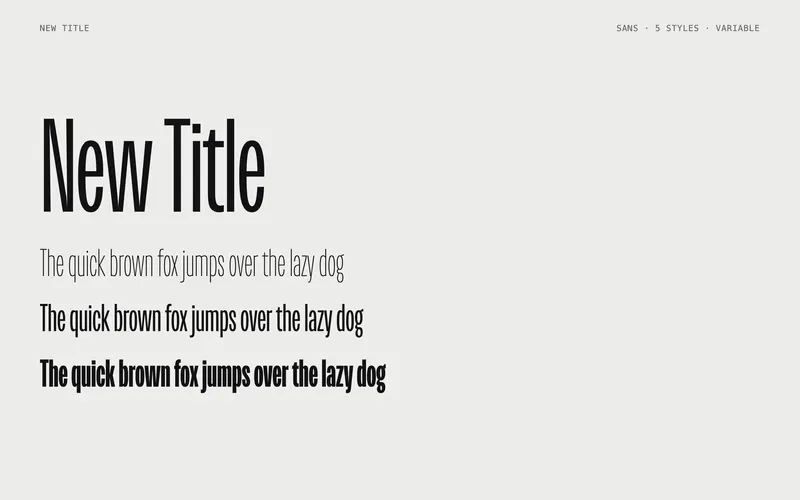 NEW TITLE
SANS · 5 STYLES · VARIABLE
New Title
The quick brown fox jumps over the lazy dog
The quick brown fox jumps over the lazy dog
The quick brown fox jumps over the lazy dog